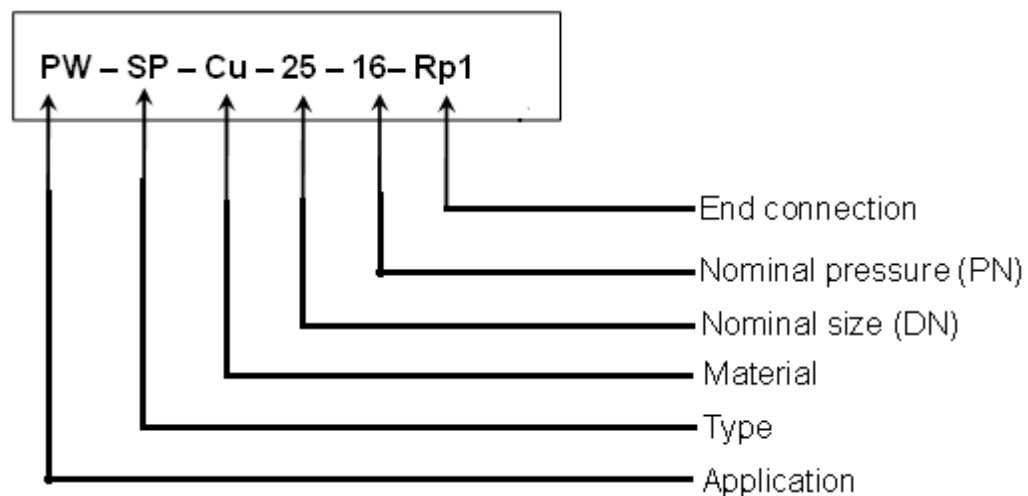 PW – SP – Cu – 25 – 16– Rp1
End connection
Nominal pressure (PN)
Nominal size (DN)
Material
Type
Application